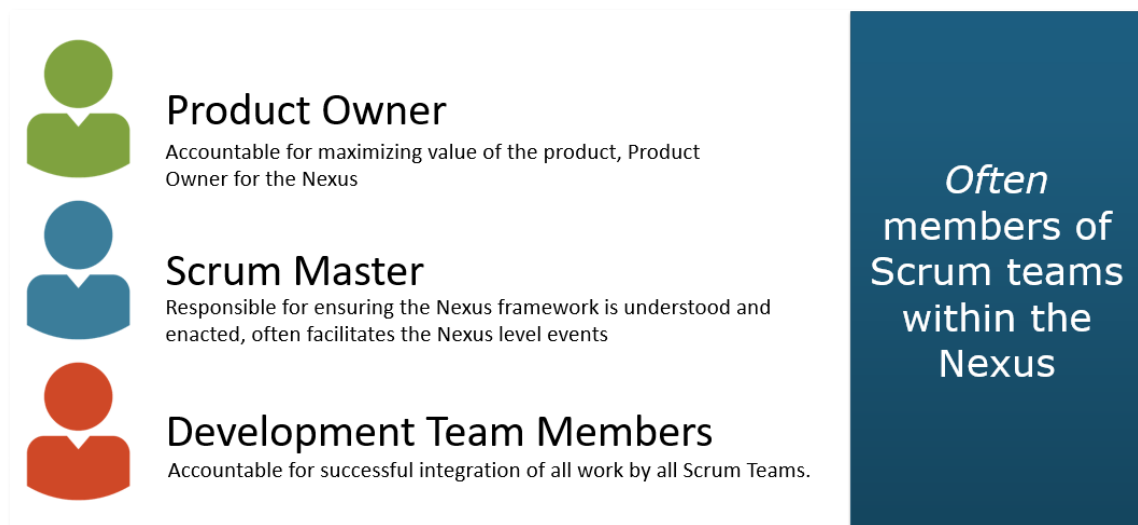 Product Owner
Accountable for maximizing value of the product, Product
Owner for the Nexus
Scrum Master
Responsible for ensuring the Nexus framework is understood and
enacted, often facilitates the Nexus level events
Development Team Members
Accountable for successful integration of all work by all Scrum Teams.
Often
members of
Scrum teams
within the
Nexus